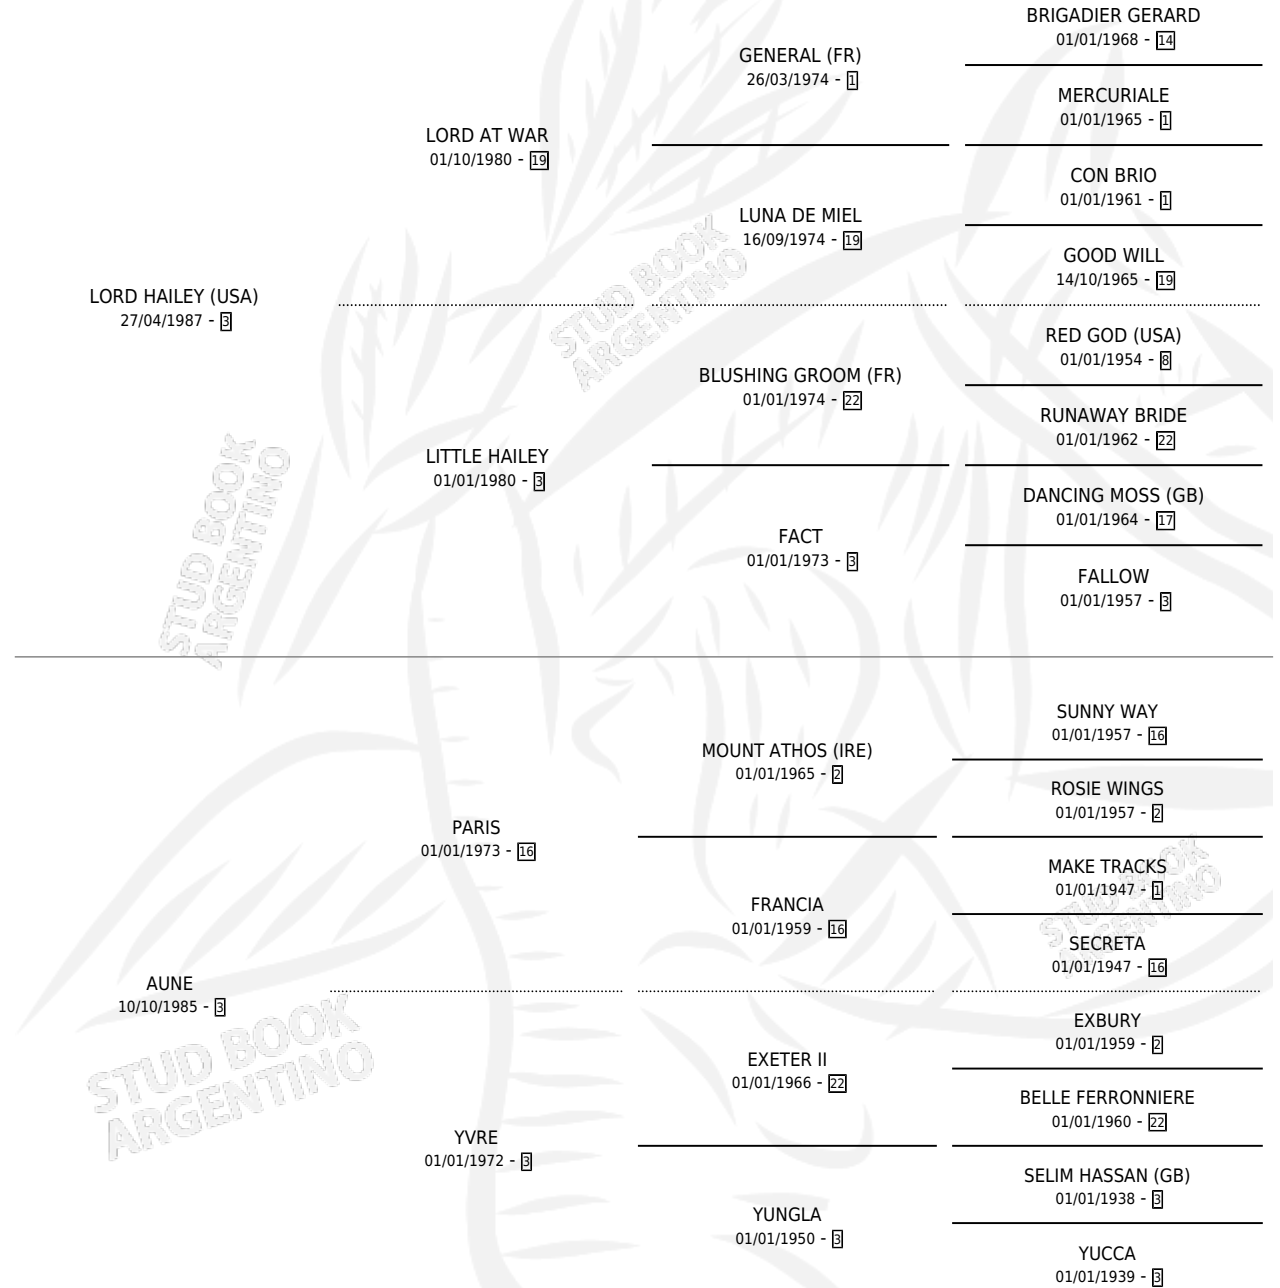 BRIGADIER GERARD
01/01/1968 - 14
GENERAL (FR)
26/03/1974 - 1
MERCURIALE
01/01/1965 - 1
LORD AT WAR
01/10/1980 - 19
CON BRIO
01/01/1961 - 1
LUNA DE MIEL
16/09/1974 - 19
GOOD WILL
14/10/1965 - 19
LORD HAILEY (USA)
27/04/1987 - 3
RED GOD (USA)
01/01/1954 - 8
BLUSHING GROOM (FR)
01/01/1974 - 22
RUNAWAY BRIDE
01/01/1962 - 22
LITTLE HAILEY
01/01/1980 - 3
DANCING MOSS (GB)
01/01/1964 - 17
FACT
01/01/1973 - 3
FALLOW
01/01/1957 - 3
SUNNY WAY
01/01/1957 - 16
MOUNT ATHOS (IRE)
01/01/1965 - 2
ROSIE WINGS
01/01/1957 - 2
PARIS
01/01/1973 - 16
MAKE TRACKS
01/01/1947 - 1
FRANCIA
01/01/1959 - 16
SECRETA
01/01/1947 - 16
AUNE
10/10/1985 - 3
EXBURY
01/01/1959 - 2
EXETER II
01/01/1966 - 22
BELLE FERRONNIERE
01/01/1960 - 22
YVRE
01/01/1972 - 3
SELIM HASSAN (GB)
01/01/1938 - 3
YUNGLA
01/01/1950 - 3
YUCCA
01/01/1939 - 3
STUD BOOK
ARGENTINO
STUD BOOK
ARGENTINO
STUD BOOK
ARGENTINO
STUD BOOK
ARGENTINO